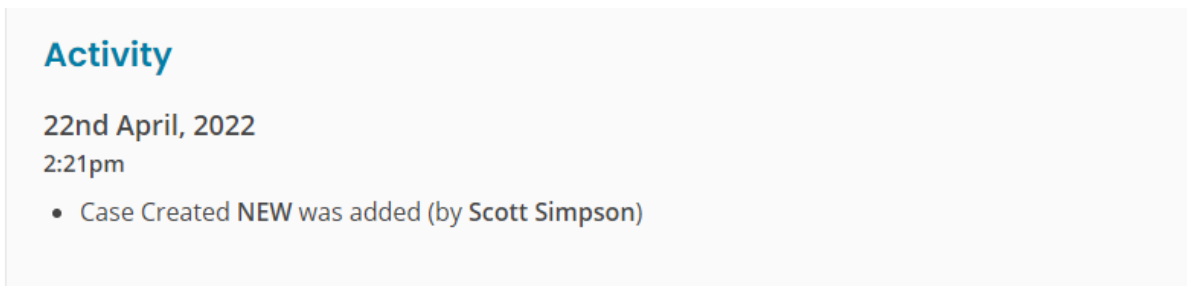 Activity
22nd April, 2022
2:21pm
• Case Created NEW was added (by Scott Simpson)